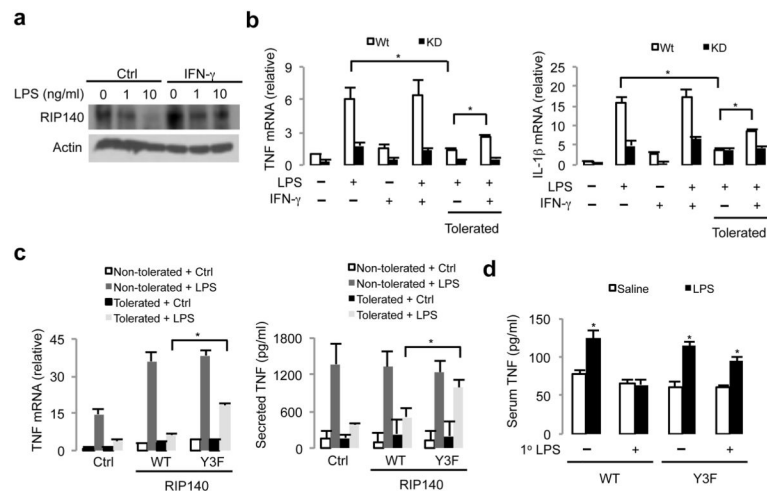 a
Ctrl IFN-γ
LPS (ng/ml) 0 1 10 0 1 10
RIP140
Actin
b
Wt KD
*
*
TNF mRNA (relative)
9
6
3
0
LPS – + – + + +
IFN-γ – – + + – +
Tolerated
Wt KD
*
*
IL-1β mRNA (relative)
25
20
15
10
5
0
LPS – + – + + +
IFN-γ – – + + – +
Tolerated
c
Non-tolerated + Ctrl
Non-tolerated + LPS
Tolerated + Ctrl
Tolerated + LPS
*
TNF mRNA (relative)
45
30
15
0
Ctrl WT Y3F
RIP140
Non-tolerated + Ctrl
Non-tolerated + LPS
Tolerated + Ctrl
Tolerated + LPS
*
Secreted TNF (pg/ml)
1800
1200
600
0
Ctrl WT Y3F
RIP140
d
Saline LPS
* * *
Serum TNF (pg/ml)
150
100
50
0
1º LPS – + – +
WT Y3F